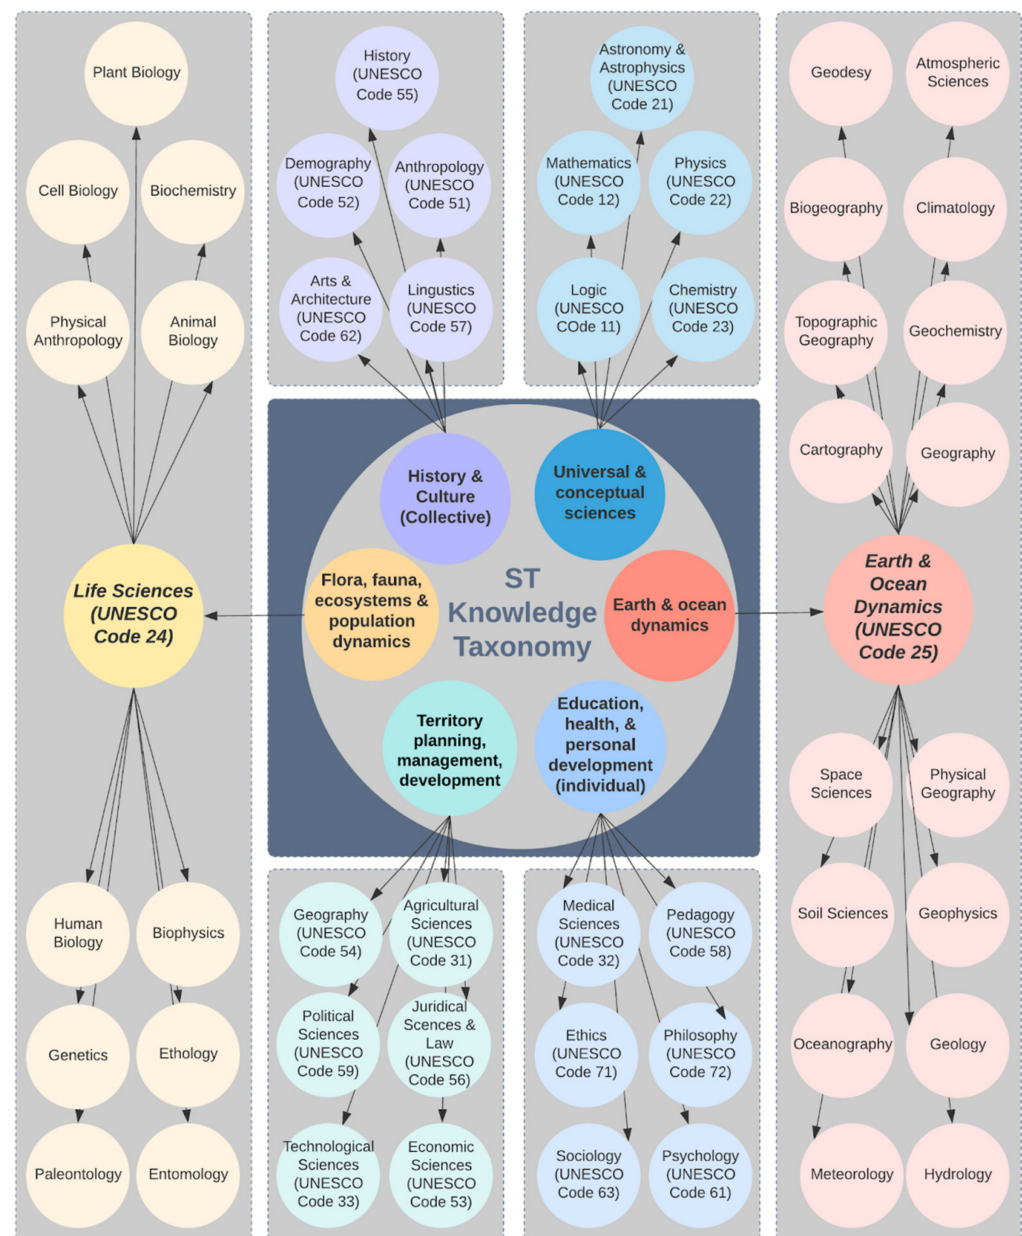 Plant Biology
Cell Biology
Biochemistry
Physical
Anthropology
Animal
Biology
Life Sciences
(UNESCO
Code 24)
Human
Biology
Biophysics
Genetics
Ethology
Paleontology
Entomology
History
(UNESCO
Code 55)
Demography
(UNESCO
Code 52)
Anthropology
(UNESCO
Code 51)
Arts &
Architecture
(UNESCO
Code 62)
Lingustics
(UNESCO
Code 57)
Astronomy &
Astrophysics
(UNESCO
Code 21)
Mathematics
(UNESCO
Code 12)
Physics
(UNESCO
Code 22)
Logic
(UNESCO
COde 11)
Chemistry
(UNESCO
Code 23)
History &
Culture
(Collective)
Universal &
conceptual
sciences
Flora, fauna,
ecosystems &
population
dynamics
ST
Knowledge
Taxonomy
Earth & ocean
dynamics
Territory
planning,
management,
development
Education,
health, &
personal
development
(individual)
Geography
(UNESCO
Code 54)
Agricultural
Sciences
(UNESCO
Code 31)
Political
Sciences
(UNESCO
Code 59)
Juridical
Scences &
Law
(UNESCO
Code 56)
Technological
Sciences
(UNESCO
Code 33)
Economic
Sciences
(UNESCO
Code 53)
Medical
Sciences
(UNESCO
Code 32)
Pedagogy
(UNESCO
Code 58)
Ethics
(UNESCO
Code 71)
Philosophy
(UNESCO
Code 72)
Sociology
(UNESCO
Code 63)
Psychology
(UNESCO
Code 61)
Geodesy
Atmospheric
Sciences
Biogeography
Climatology
Topographic
Geography
Geochemistry
Cartography
Geography
Earth &
Ocean
Dynamics
(UNESCO
Code 25)
Space
Sciences
Physical
Geography
Soil Sciences
Geophysics
Oceanography
Geology
Meteorology
Hydrology